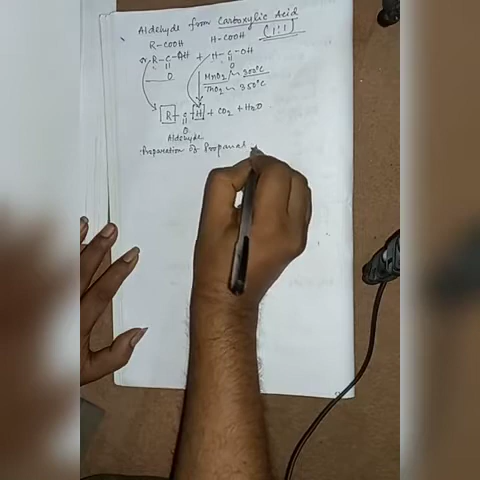 Aldehyde from Carboxylic Acid
R-COOH H-COOH (1:1)
or R-C-OH + H-C-OH
O O
MnO2 ~ 300°C
ThO2 ~ 350°C
R-C-H + CO2 + H2O
O
Aldehyde
Preparation of Propanal